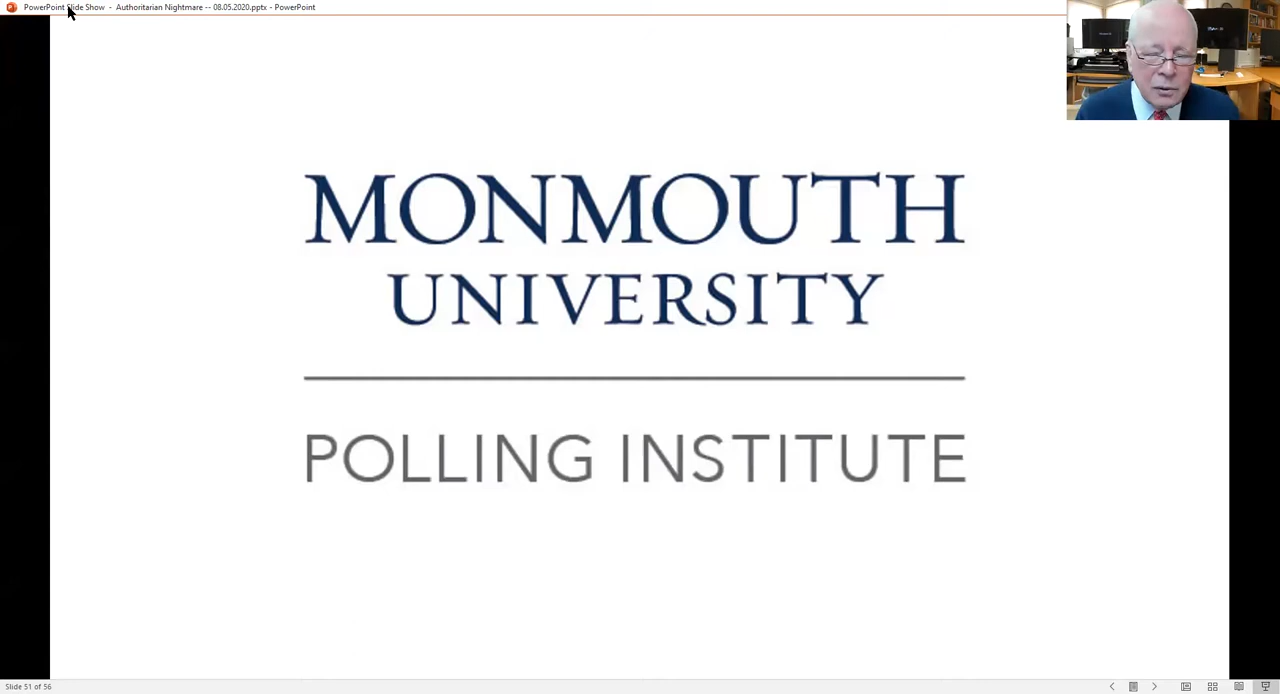 PowerPoint Slide Show - Authoritarian Nightmare -- 08.05.2020.pptx - PowerPoint
MONMOUTH
UNIVERSITY
POLLING INSTITUTE
Slide 51 of 56